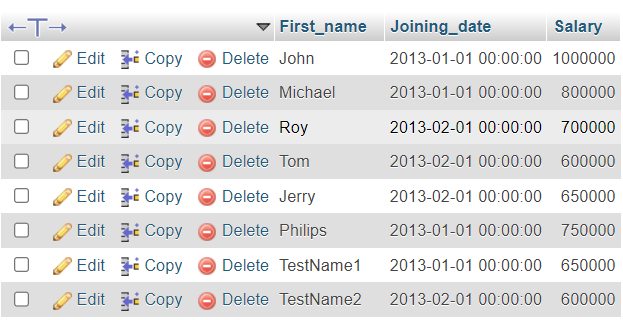 ←T→ First_name Joining_date Salary
Edit Copy Delete John 2013-01-01 00:00:00 1000000
Edit Copy Delete Michael 2013-01-01 00:00:00 800000
Edit Copy Delete Roy 2013-02-01 00:00:00 700000
Edit Copy Delete Tom 2013-02-01 00:00:00 600000
Edit Copy Delete Jerry 2013-02-01 00:00:00 650000
Edit Copy Delete Philips 2013-01-01 00:00:00 750000
Edit Copy Delete TestName1 2013-01-01 00:00:00 650000
Edit Copy Delete TestName2 2013-02-01 00:00:00 600000